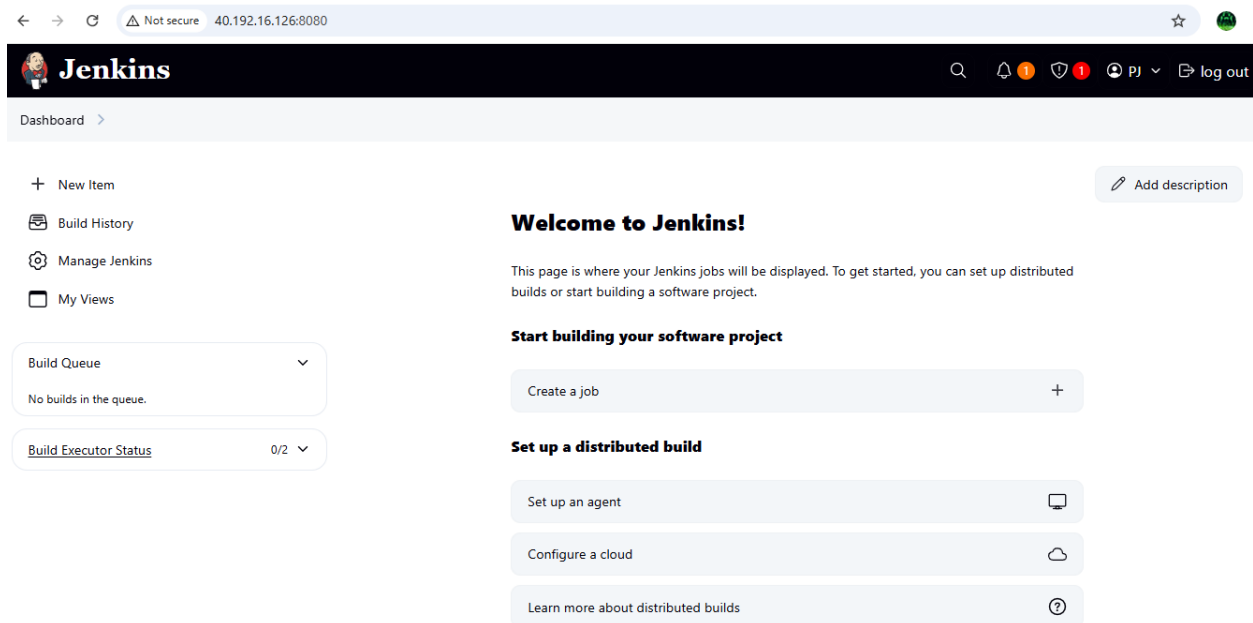 Not secure 40.192.16.126:8080
Jenkins
1 1 PJ log out
Dashboard
New Item
Build History
Manage Jenkins
My Views
Build Queue
No builds in the queue.
Build Executor Status 0/2
Add description
Welcome to Jenkins!
This page is where your Jenkins jobs will be displayed. To get started, you can set up distributed
builds or start building a software project.
Start building your software project
Create a job
Set up a distributed build
Set up an agent
Configure a cloud
Learn more about distributed builds